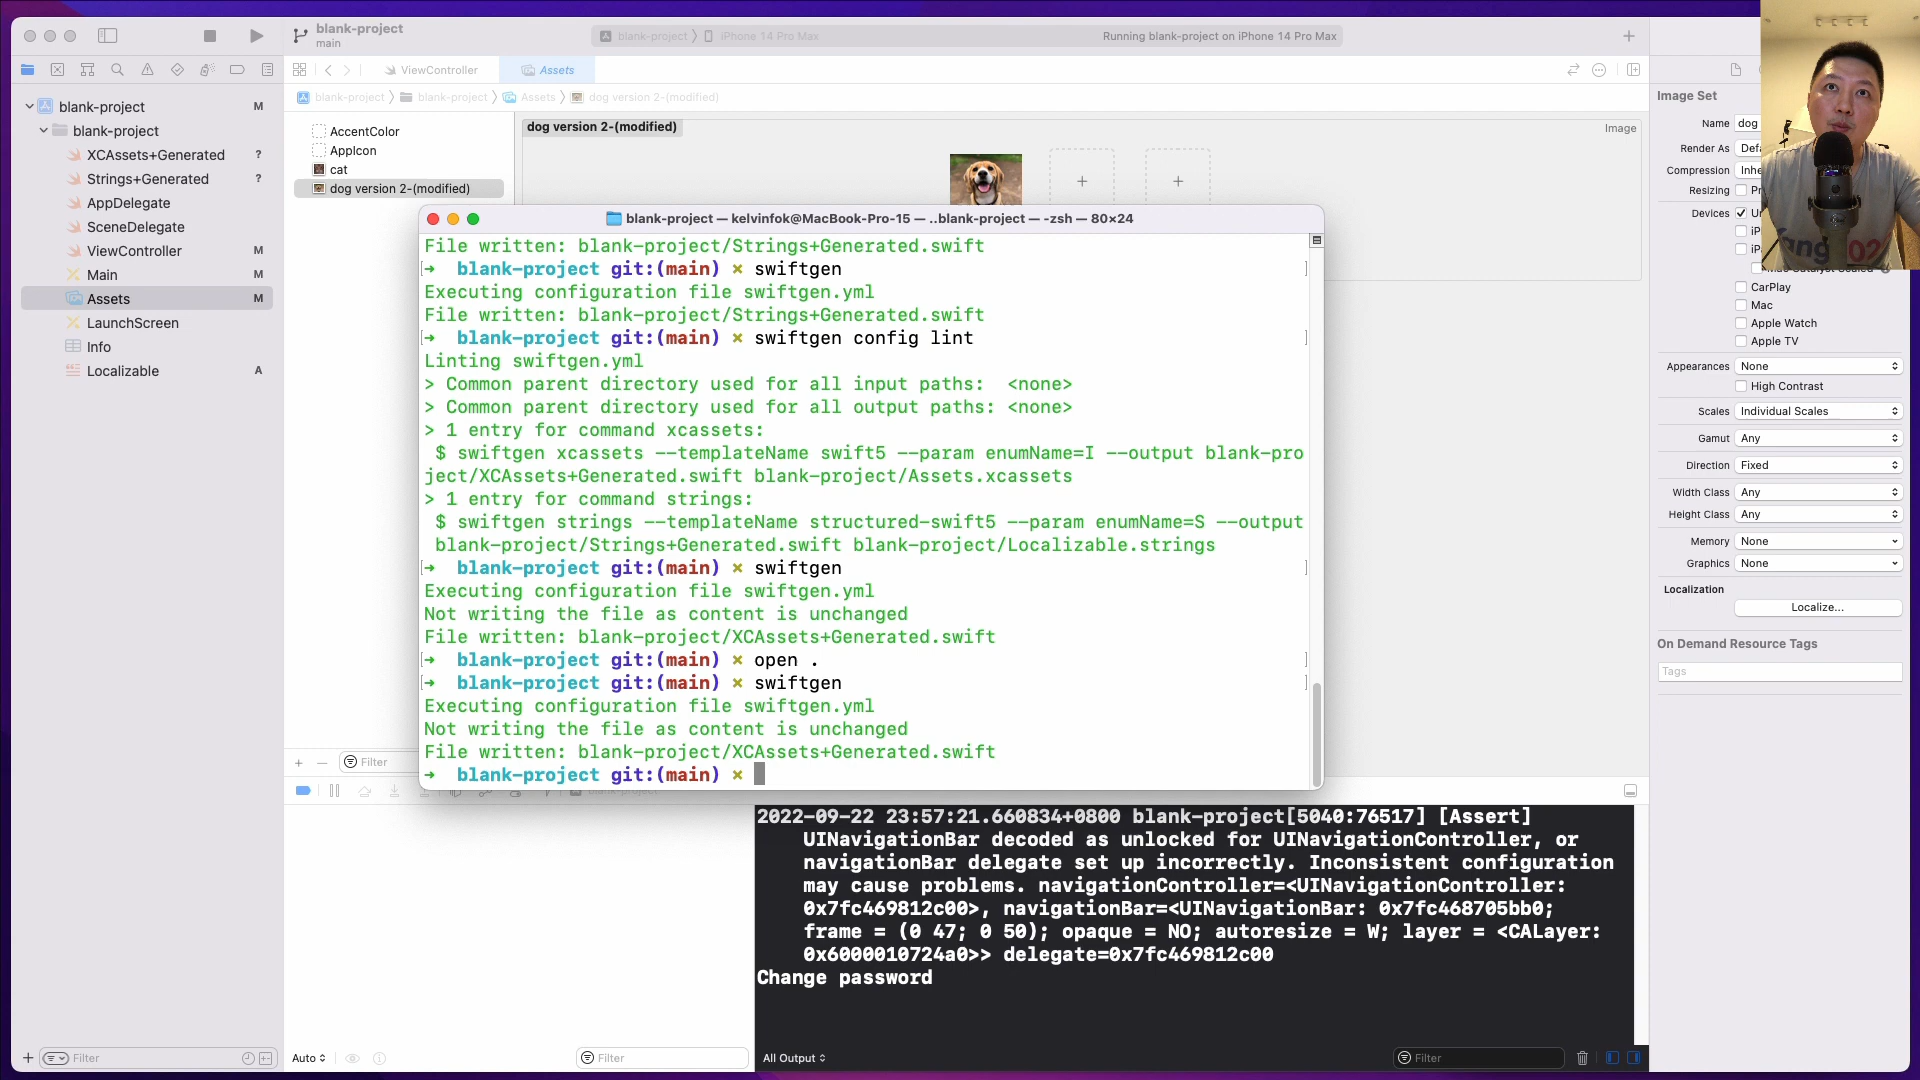 blank-project
main
blank-project
iPhone 14 Pro Max
Running blank-project on iPhone 14 Pro Max
ViewController
Assets
blank-project
blank-project
Assets
dog version 2-(modified)
blank-project M
blank-project
XCAssets+Generated ?
Strings+Generated ?
AppDelegate
SceneDelegate
ViewController M
Main M
Assets M
LaunchScreen
Info
Localizable A
Filter
AccentColor
AppIcon
cat
dog version 2-(modified)
Filter
dog version 2-(modified)
Image
blank-project — kelvinfok@MacBook-Pro-15 — ..blank-project — -zsh — 80×24
File written: blank-project/Strings+Generated.swift
➜ blank-project git:(main) × swiftgen
Executing configuration file swiftgen.yml
File written: blank-project/Strings+Generated.swift
➜ blank-project git:(main) × swiftgen config lint
Linting swiftgen.yml
> Common parent directory used for all input paths:  <none>
> Common parent directory used for all output paths: <none>
> 1 entry for command xcassets:
$ swiftgen xcassets --templateName swift5 --param enumName=I --output blank-pro
ject/XCAssets+Generated.swift blank-project/Assets.xcassets
> 1 entry for command strings:
$ swiftgen strings --templateName structured-swift5 --param enumName=S --output
blank-project/Strings+Generated.swift blank-project/Localizable.strings
➜ blank-project git:(main) × swiftgen
Executing configuration file swiftgen.yml
Not writing the file as content is unchanged
File written: blank-project/XCAssets+Generated.swift
➜ blank-project git:(main) × open .
➜ blank-project git:(main) × swiftgen
Executing configuration file swiftgen.yml
Not writing the file as content is unchanged
File written: blank-project/XCAssets+Generated.swift
➜ blank-project git:(main) ×
2022-09-22 23:57:21.660834+0800 blank-project[5040:76517] [Assert]
UINavigationBar decoded as unlocked for UINavigationController, or
navigationBar delegate set up incorrectly. Inconsistent configuration
may cause problems. navigationController=<UINavigationController:
0x7fc469812c00>, navigationBar=<UINavigationBar: 0x7fc468705bb0;
frame = (0 47; 0 50); opaque = NO; autoresize = W; layer = <CALayer:
0x6000010724a0>> delegate=0x7fc469812c00
Change password
Auto
Filter
All Output
Filter
Image Set
Name dog
Render As
Compression
Resizing
Devices
CarPlay
Mac
Apple Watch
Apple TV
Appearances None
High Contrast
Scales Individual Scales
Gamut Any
Direction Fixed
Width Class Any
Height Class Any
Memory None
Graphics None
Localization
Localize...
On Demand Resource Tags
Tags